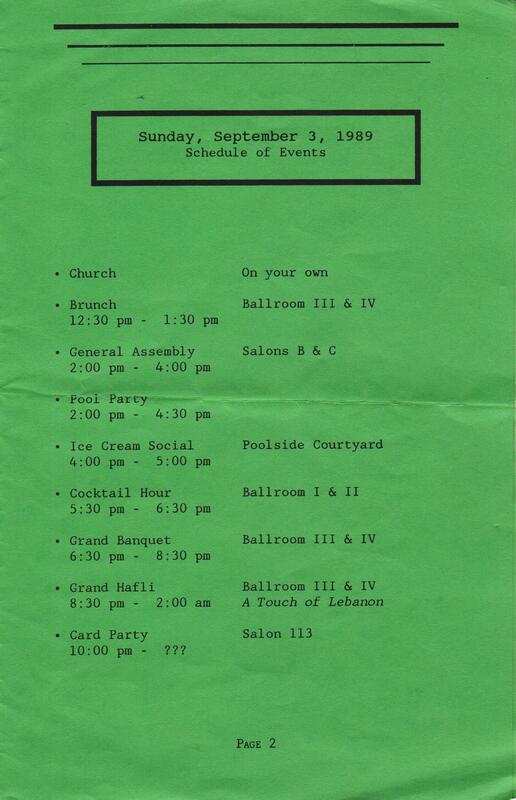 Sunday, September 3, 1989
Schedule of Events
• Church On your own
• Brunch Ballroom III & IV
12:30 pm - 1:30 pm
• General Assembly Salons B & C
2:00 pm - 4:00 pm
• Pool Party
2:00 pm - 4:30 pm
• Ice Cream Social Poolside Courtyard
4:00 pm - 5:00 pm
• Cocktail Hour Ballroom I & II
5:30 pm - 6:30 pm
• Grand Banquet Ballroom III & IV
6:30 pm - 8:30 pm
• Grand Hafli Ballroom III & IV
8:30 pm - 2:00 am A Touch of Lebanon
• Card Party Salon 113
10:00 pm - ???
PAGE 2